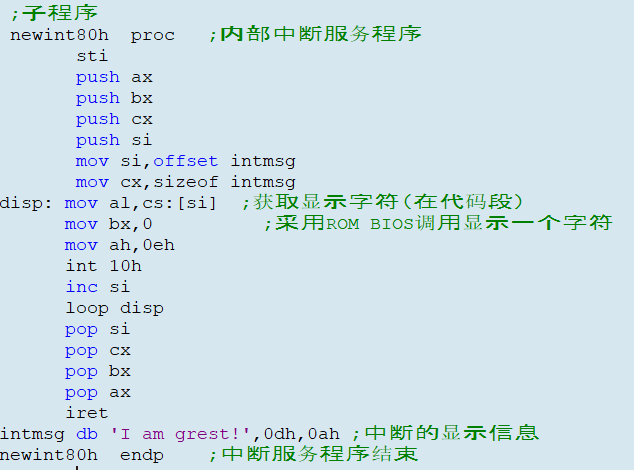 ;子程序
newint80h  proc   ;内部中断服务程序
sti
push ax
push bx
push cx
push si
mov si,offset intmsg
mov cx,sizeof intmsg
disp: mov al,cs:[si]  ;获取显示字符(在代码段)
mov bx,0          ;采用ROM BIOS调用显示一个字符
mov ah,0eh
int 10h
inc si
loop disp
pop si
pop cx
pop bx
pop ax
iret
intmsg db 'I am grest!',0dh,0ah ;中断的显示信息
newint80h  endp    ;中断服务程序结束